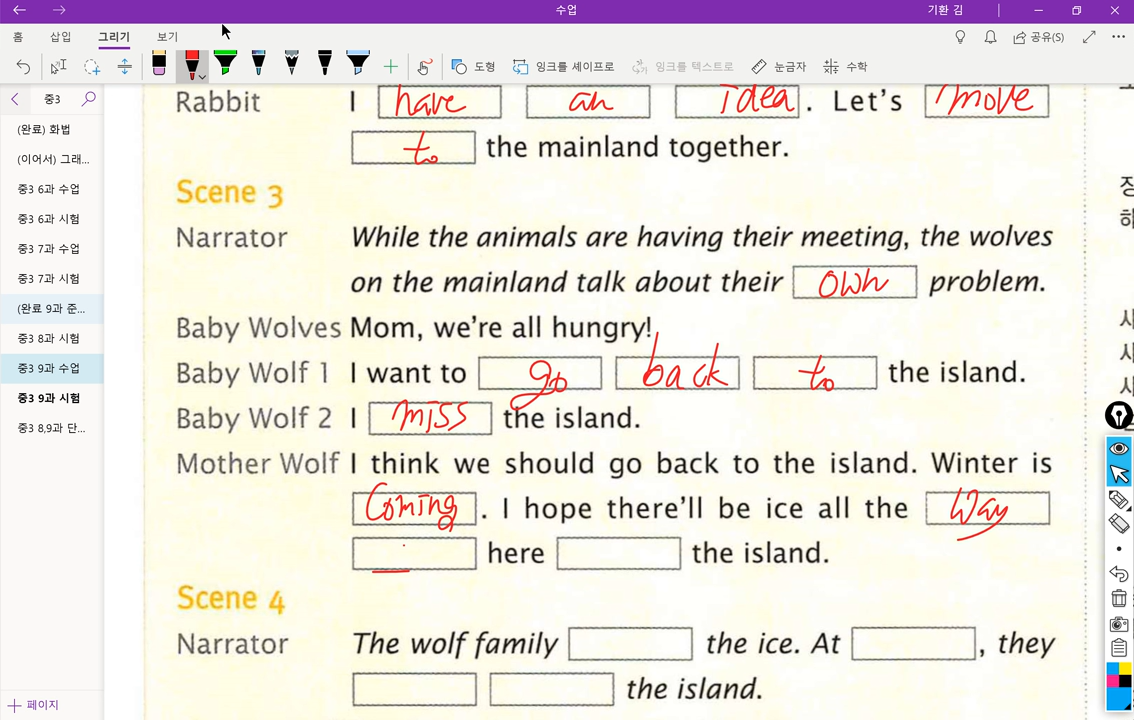 수업
기환 김
홈 삽입 그리기 보기
공유(S)
도형 잉크를 셰이프로 잉크를 텍스트로 눈금자 수학
중3
(완료) 화법
(이어서) 그래...
중3 6과 수업
중3 6과 시험
중3 7과 수업
중3 7과 시험
(완료 9과 준...
중3 8과 시험
중3 9과 수업
중3 9과 시험
중3 8,9과 단...
페이지
Rabbit I have an idea. Let's move
to the mainland together.
Scene 3
Narrator While the animals are having their meeting, the wolves
on the mainland talk about their own problem.
Baby Wolves Mom, we're all hungry!
Baby Wolf 1 I want to go back to the island.
Baby Wolf 2 I miss the island.
Mother Wolf I think we should go back to the island. Winter is
Coming. I hope there'll be ice all the way
here the island.
Scene 4
Narrator The wolf family the ice. At , they
the island.